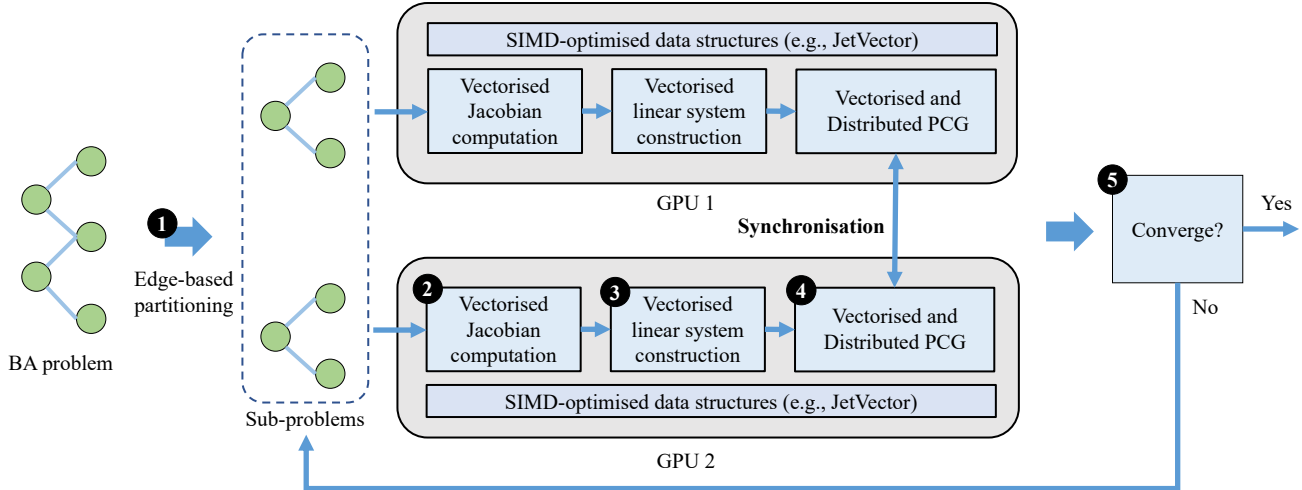 BA problem
1
Edge-based
partitioning
Sub-problems
SIMD-optimised data structures (e.g., JetVector)
Vectorised
Jacobian
computation
Vectorised
linear system
construction
Vectorised and
Distributed PCG
GPU 1
Synchronisation
2
Vectorised
Jacobian
computation
3
Vectorised
linear system
construction
4
Vectorised and
Distributed PCG
SIMD-optimised data structures (e.g., JetVector)
GPU 2
5
Converge?
Yes
No